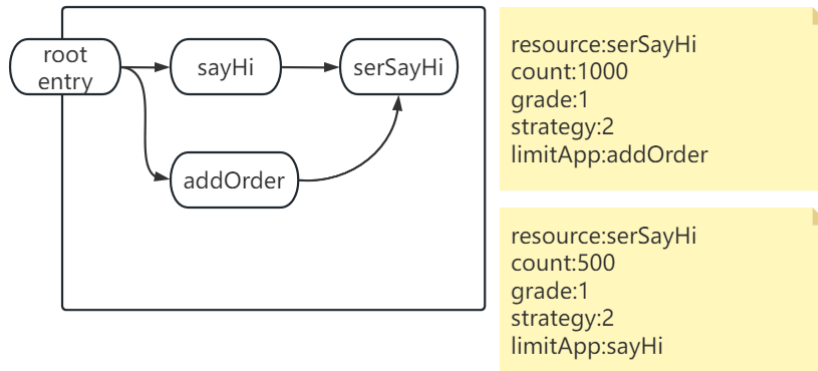 root
entry
sayHi
serSayHi
addOrder
resource:serSayHi
count:1000
grade:1
strategy:2
limitApp:addOrder
resource:serSayHi
count:500
grade:1
strategy:2
limitApp:sayHi